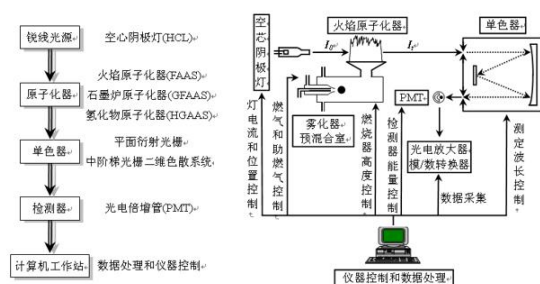 锐线光源
空心阴极灯(HCL)
原子化器
火焰原子化器(FAAS)
石墨炉原子化器(GFAAS)
氢化物原子化器(HGAAS)
单色器
平面衍射光栅
中阶梯光栅二维色散系统
检测器
光电倍增管(PMT)
计算机工作站
数据处理和仪器控制
空芯阴极灯
I₀
火焰原子化器
Iₜ
单色器
雾化器
预混合室
PMT
光电放大器
模/数转换器
灯电流和位置控制
燃气和助燃气控制
燃烧器高度控制
检测器能量控制
数据采集
测定波长控制
仪器控制和数据处理